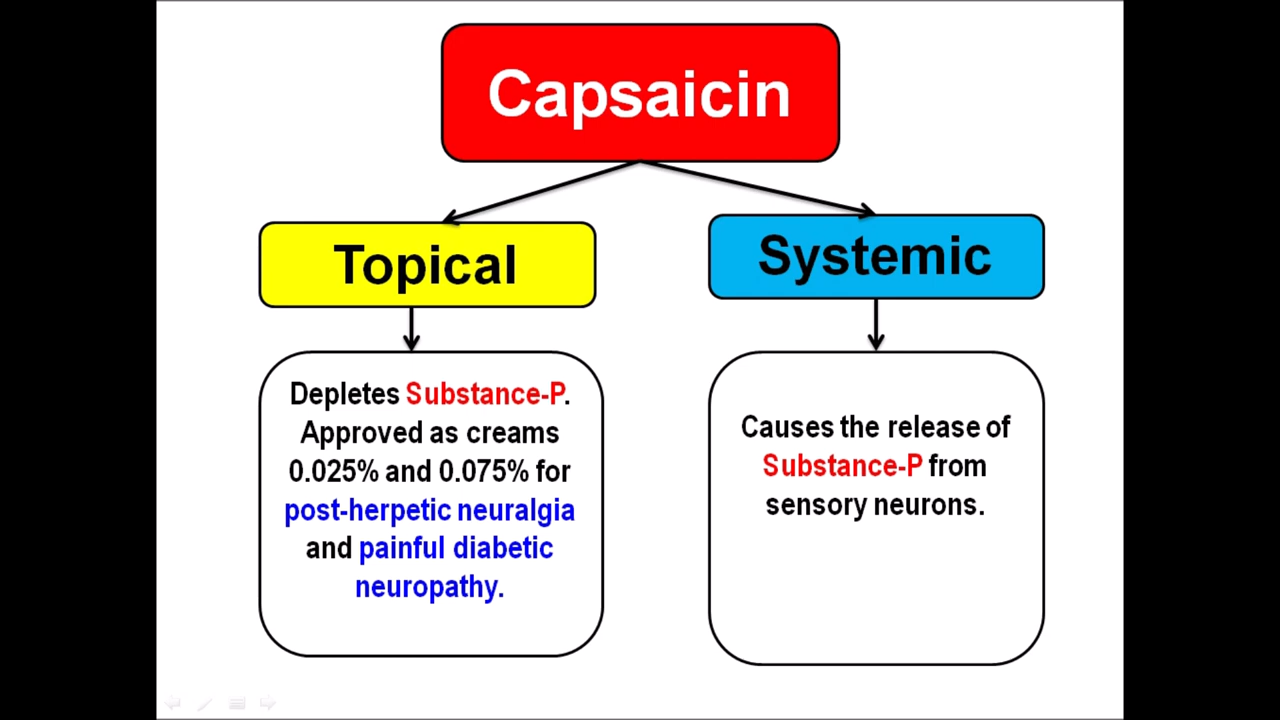 Capsaicin
Topical
Systemic
Depletes Substance-P.
Approved as creams
0.025% and 0.075% for
post-herpetic neuralgia
and painful diabetic
neuropathy.
Causes the release of
Substance-P from
sensory neurons.